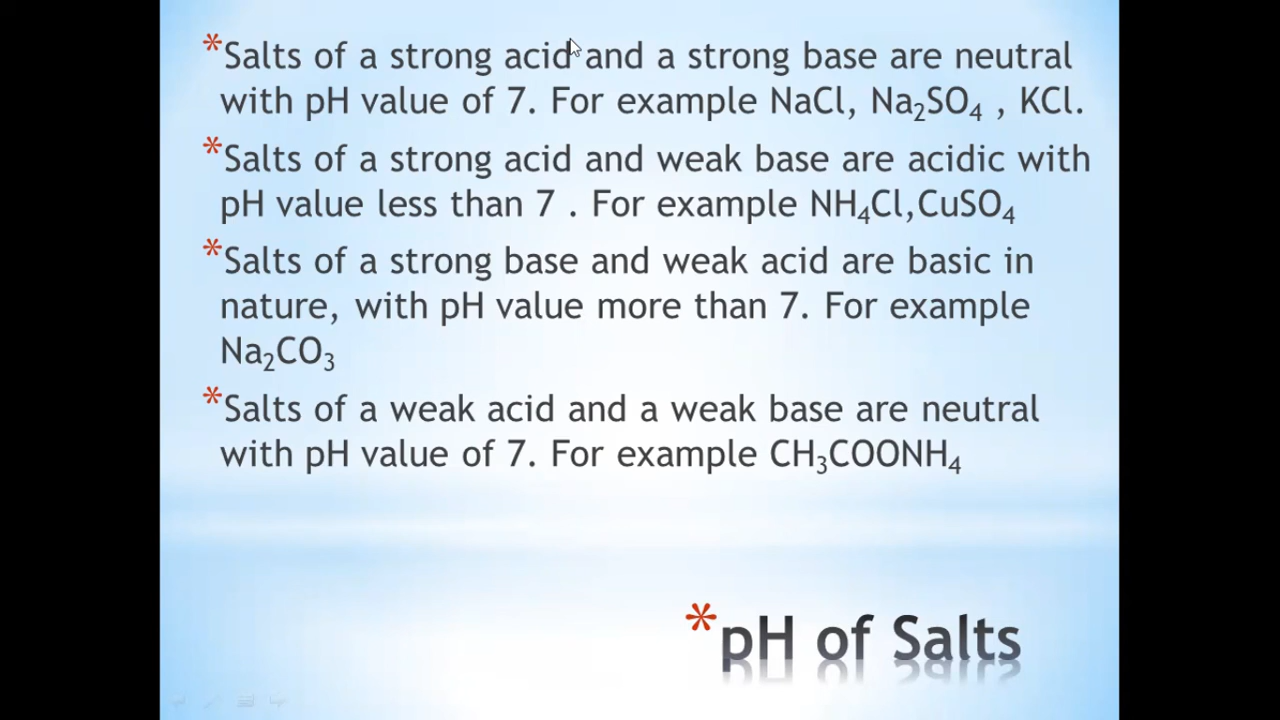 *Salts of a strong acid and a strong base are neutral
with pH value of 7. For example NaCl, Na₂SO₄ , KCl.
*Salts of a strong acid and weak base are acidic with
pH value less than 7 . For example NH₄Cl,CuSO₄
*Salts of a strong base and weak acid are basic in
nature, with pH value more than 7. For example
Na₂CO₃
*Salts of a weak acid and a weak base are neutral
with pH value of 7. For example CH₃COONH₄
*pH of Salts